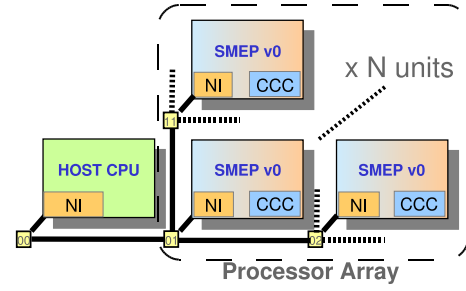 SMEP v0
NI CCC
x N units
11
HOST CPU
NI
SMEP v0
NI CCC
SMEP v0
NI CCC
00
01
02
Processor Array